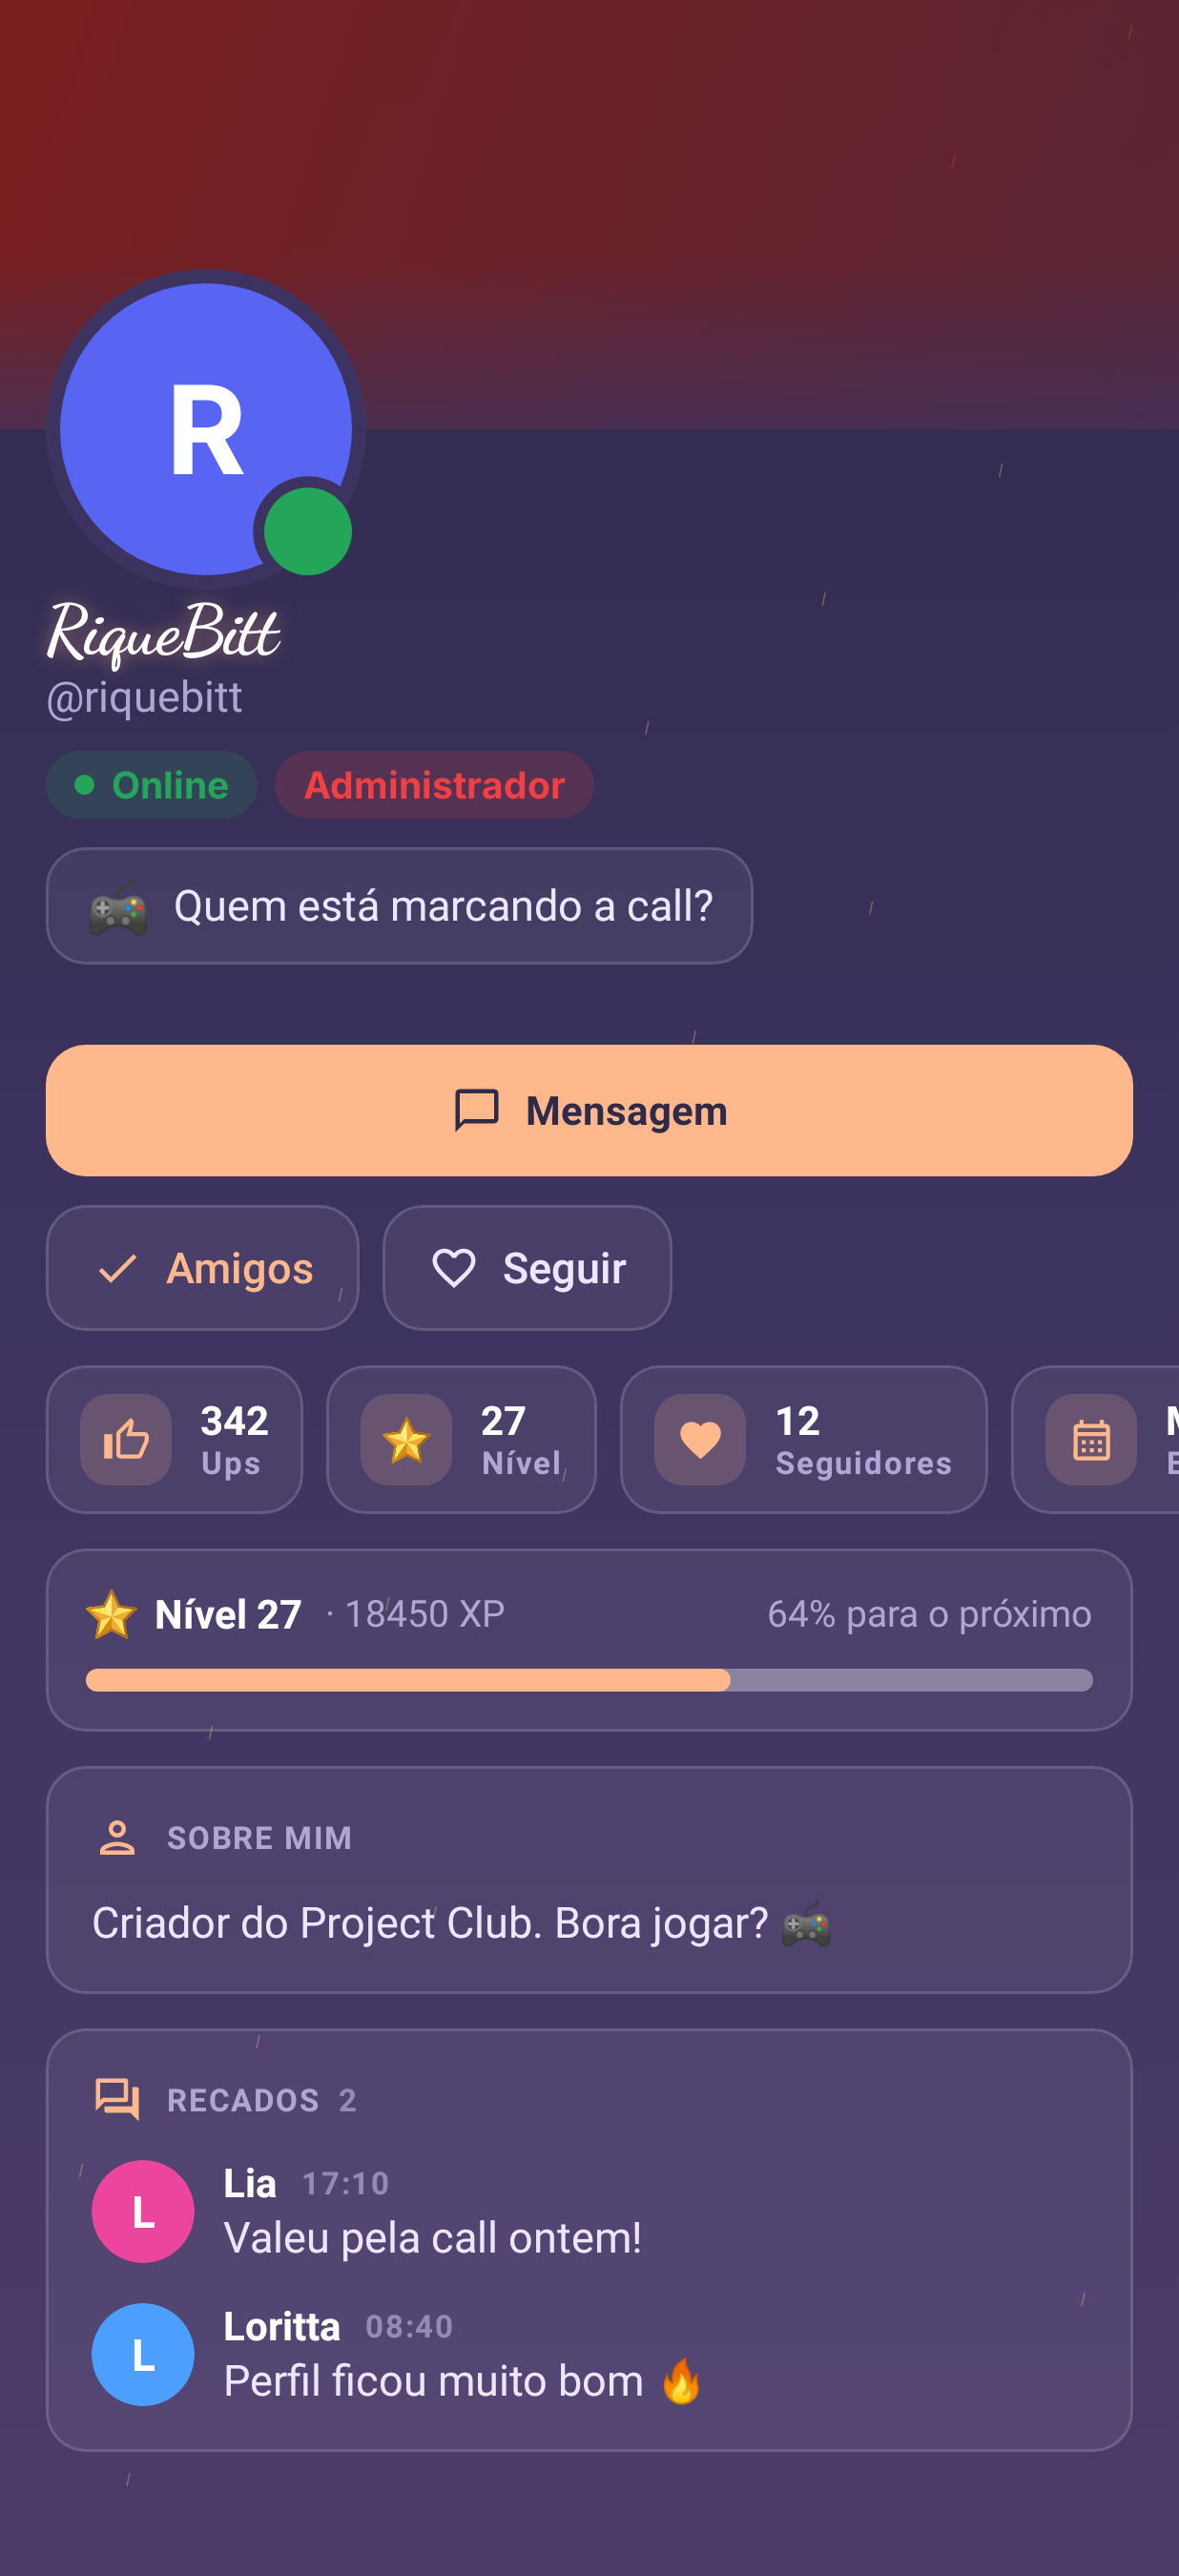 R
RiqueBitt
@riquebitt
Online Administrador
Quem está marcando a call?
Mensagem
Amigos Seguir
342 27 12
Ups Nível Seguidores
Nível 27 · 18450 XP 64% para o próximo
SOBRE MIM
Criador do Project Club. Bora jogar? 🎮
RECADOS 2
L
Lia 17:10
Valeu pela call ontem!
L
Loritta 08:40
Perfil ficou muito bom 🔥